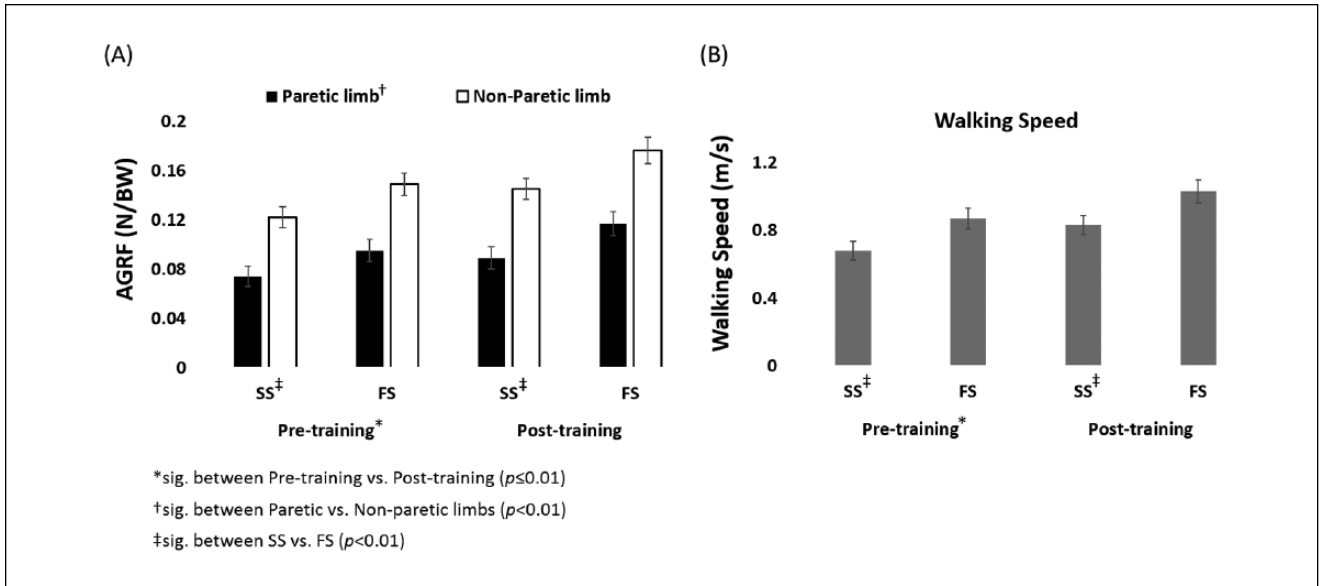 (A)
Paretic limb† Non-Paretic limb
AGRF (N/BW)
0.2
0.16
0.12
0.08
0.04
0
SS‡ FS SS‡ FS
Pre-training* Post-training
*sig. between Pre-training vs. Post-training (p≤0.01)
†sig. between Paretic vs. Non-paretic limbs (p<0.01)
‡sig. between SS vs. FS (p<0.01)
(B)
Walking Speed
Walking Speed (m/s)
1.2
0.8
0.4
0
SS‡ FS SS‡ FS
Pre-training* Post-training